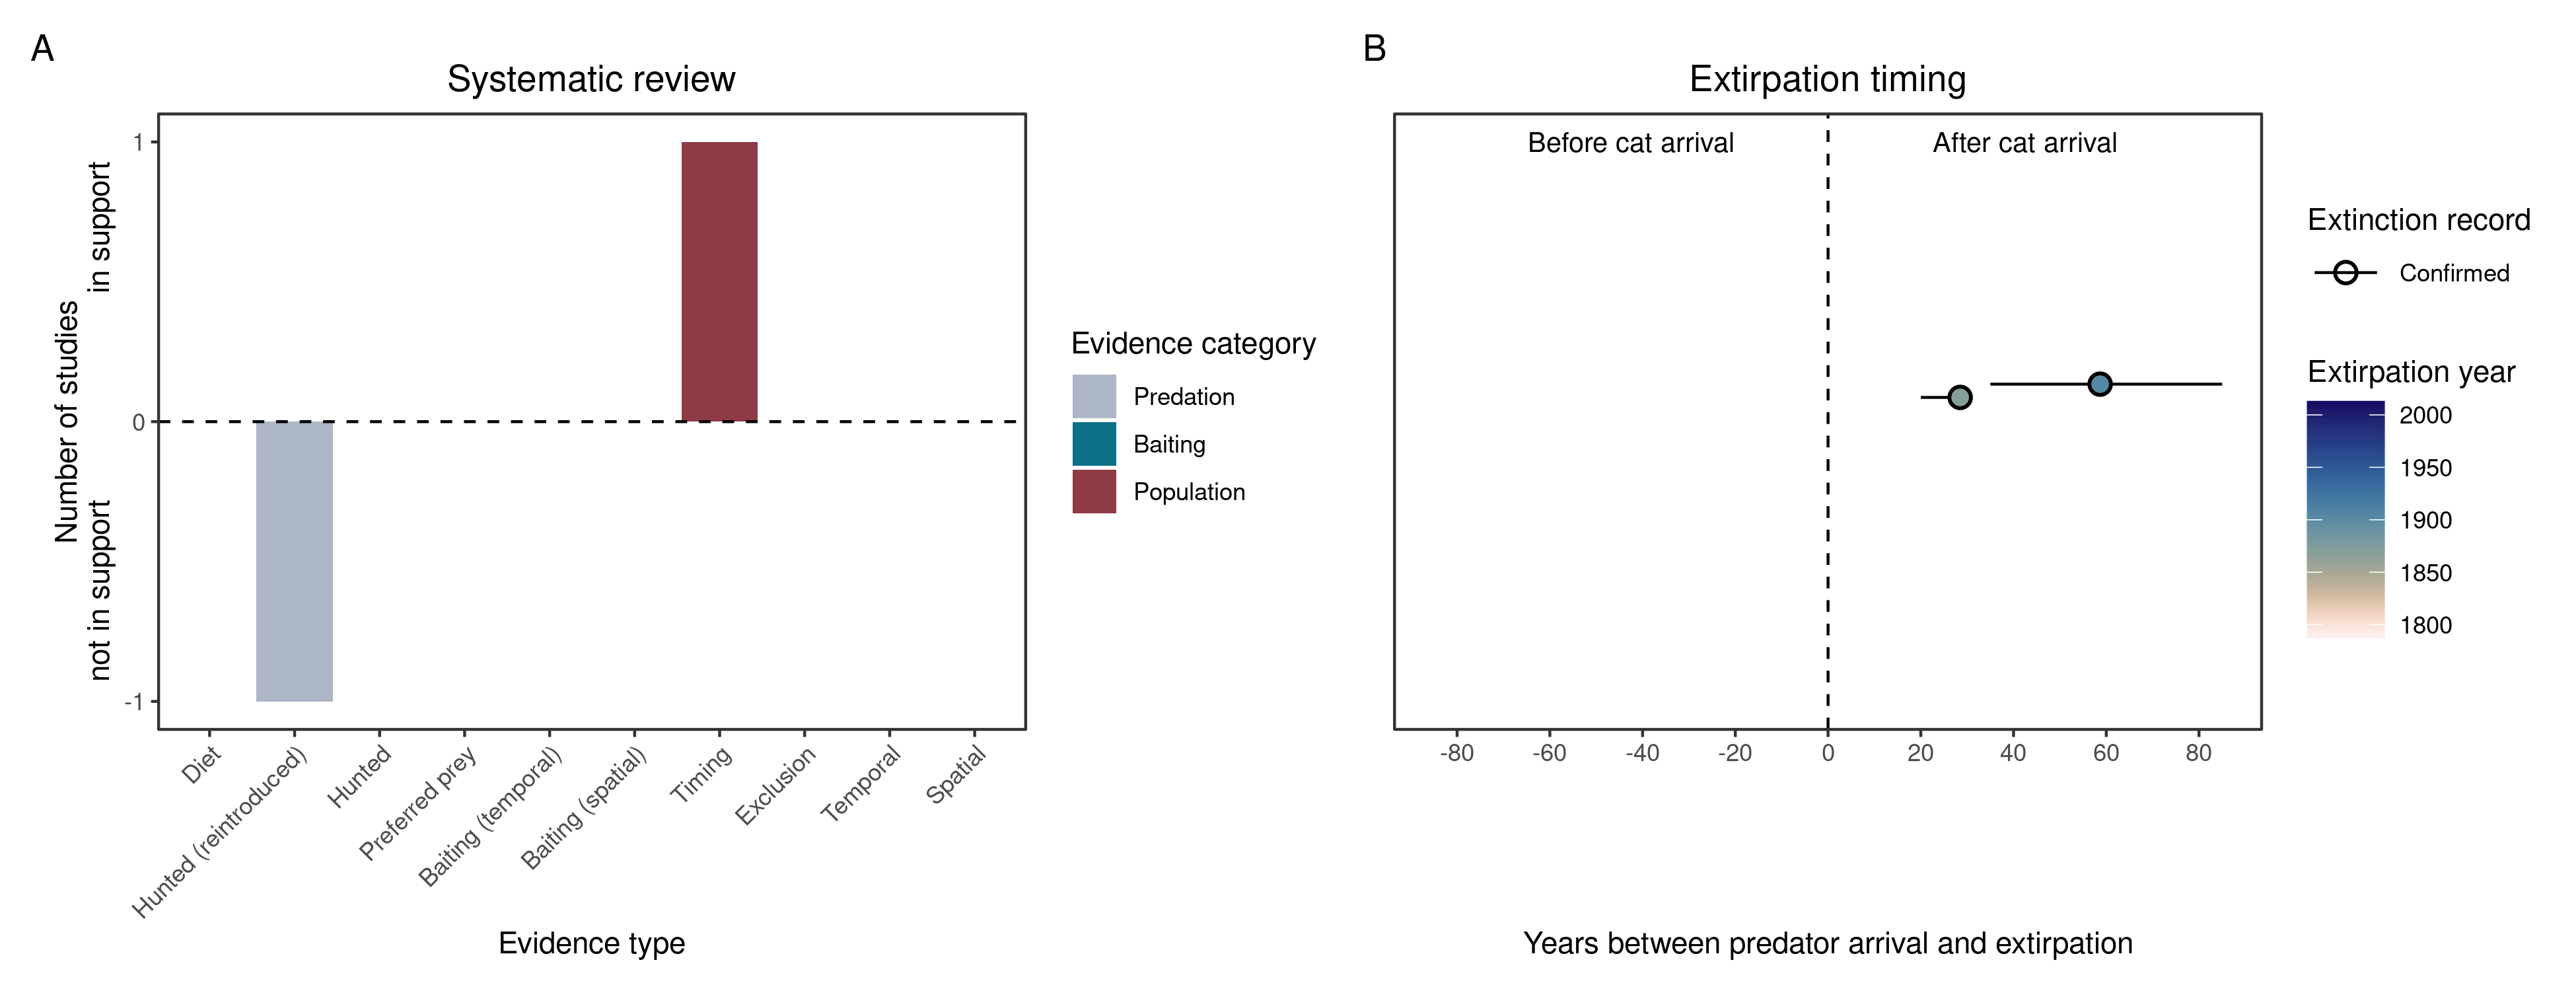 A
Systematic review
Number of studies
in support
not in support
1
0
-1
Diet
Hunted (reintroduced)
Hunted
Preferred prey
Baiting (temporal)
Baiting (spatial)
Timing
Exclusion
Temporal
Spatial
Evidence type
Evidence category
Predation
Baiting
Population
B
Extirpation timing
Before cat arrival
After cat arrival
-80
-60
-40
-20
0
20
40
60
80
Years between predator arrival and extirpation
Extinction record
Confirmed
Extirpation year
2000
1950
1900
1850
1800